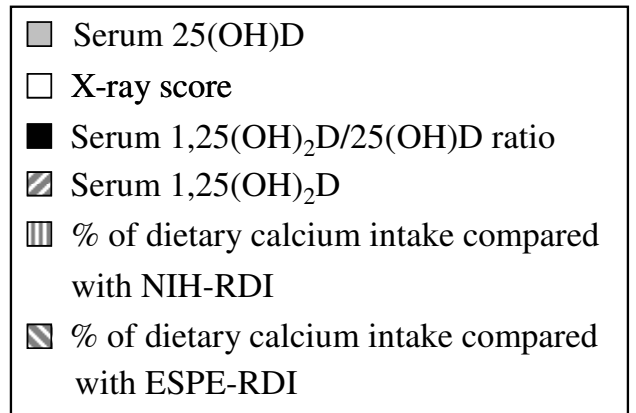 Serum 25(OH)D
X-ray score
Serum 1,25(OH)₂D/25(OH)D ratio
Serum 1,25(OH)₂D
% of dietary calcium intake compared
with NIH-RDI
% of dietary calcium intake compared
with ESPE-RDI